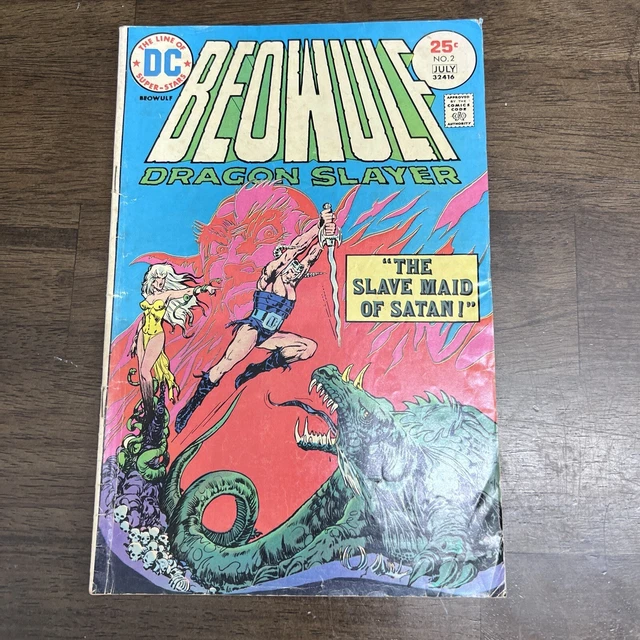 THE LINE OF
DC
SUPER-STARS
BEOWULF
BEOWULF
DRAGON SLAYER
25¢
NO.2
JULY
32416
APPROVED
BY THE
COMICS
CODE
AUTHORITY
"THE
SLAVE MAID
OF SATAN!"